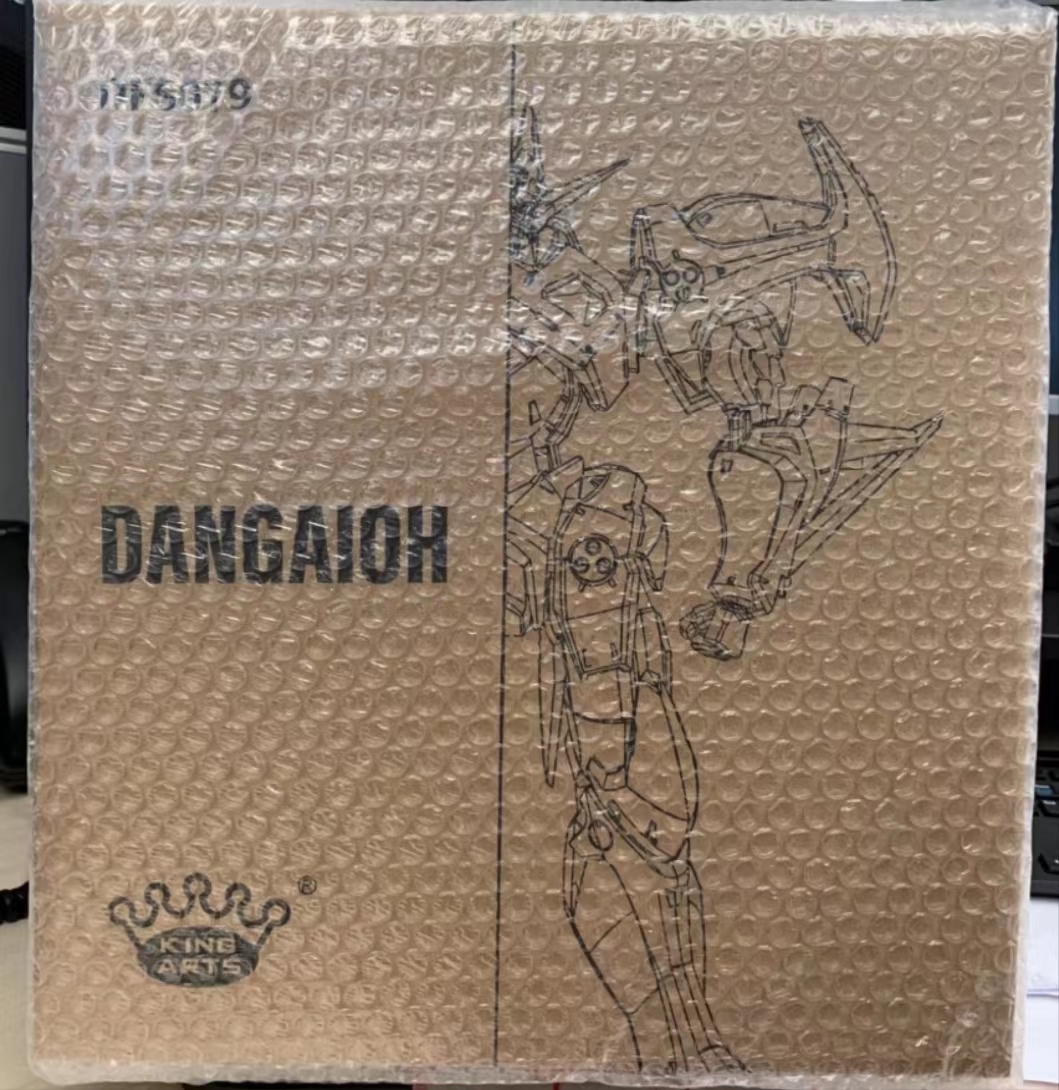 DFS079
DANGAIOH
®
KING
ARTS